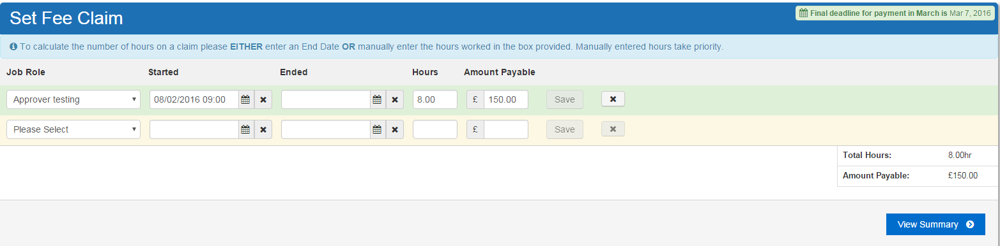 Set Fee Claim
Final deadline for payment in March is Mar 7, 2016
To calculate the number of hours on a claim please EITHER enter an End Date OR manually enter the hours worked in the box provided. Manually entered hours take priority.
Job Role Started Ended Hours Amount Payable
Approver testing 08/02/2016 09:00 8.00 £ 150.00 Save
Please Select £ Save
Total Hours: 8.00hr
Amount Payable: £150.00
View Summary